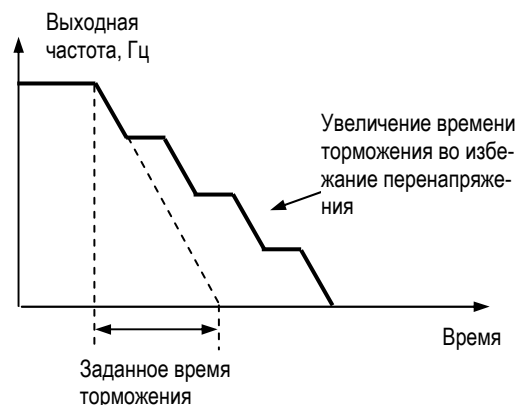 Выходная
частота, Гц
Увеличение времени
торможения во избе-
жание перенапряже-
ния
Время
Заданное время
торможения